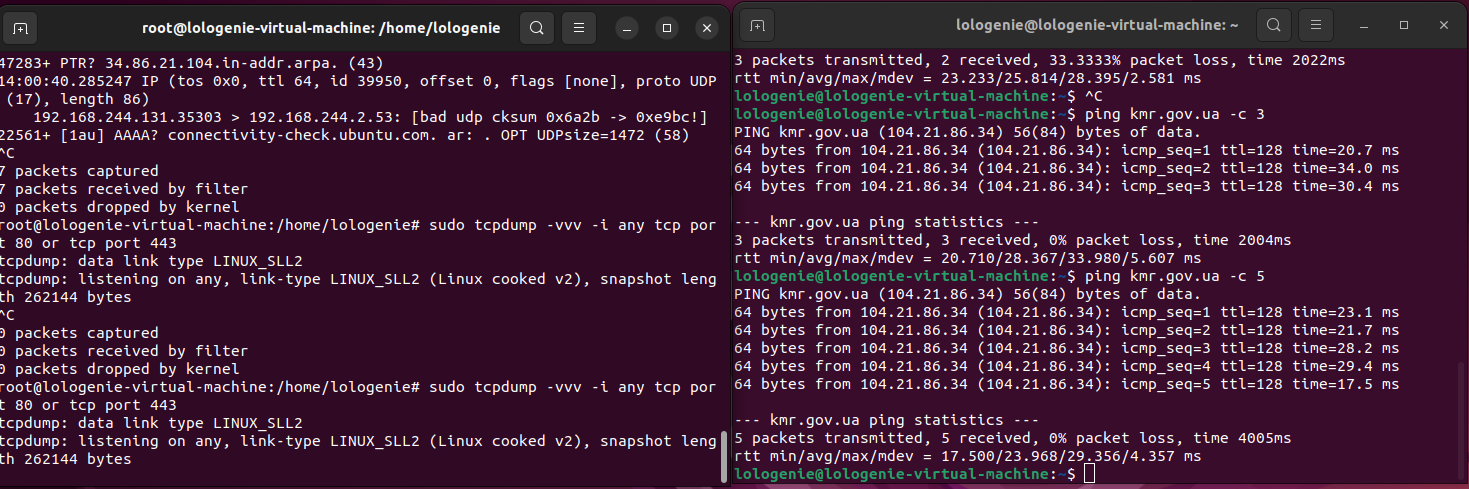 root@lologenie-virtual-machine: /home/lologenie
47283+ PTR? 34.86.21.104.in-addr.arpa. (43)
14:00:40.285247 IP (tos 0x0, ttl 64, id 39950, offset 0, flags [none], proto UDP
(17), length 86)
192.168.244.131.35303 > 192.168.244.2.53: [bad udp cksum 0x6a2b -> 0xe9bc!]
22561+ [1au] AAAA? connectivity-check.ubuntu.com. ar: . OPT UDPsize=1472 (58)
^C
7 packets captured
7 packets received by filter
0 packets dropped by kernel
root@lologenie-virtual-machine:/home/lologenie# sudo tcpdump -vvv -i any tcp por
t 80 or tcp port 443
tcpdump: data link type LINUX_SLL2
tcpdump: listening on any, link-type LINUX_SLL2 (Linux cooked v2), snapshot leng
th 262144 bytes
^C
0 packets captured
0 packets received by filter
0 packets dropped by kernel
root@lologenie-virtual-machine:/home/lologenie# sudo tcpdump -vvv -i any tcp por
t 80 or tcp port 443
tcpdump: data link type LINUX_SLL2
tcpdump: listening on any, link-type LINUX_SLL2 (Linux cooked v2), snapshot leng
th 262144 bytes
lologenie@lologenie-virtual-machine: ~
3 packets transmitted, 2 received, 33.3333% packet loss, time 2022ms
rtt min/avg/max/mdev = 23.233/25.814/28.395/2.581 ms
lologenie@lologenie-virtual-machine:~$ ^C
lologenie@lologenie-virtual-machine:~$ ping kmr.gov.ua -c 3
PING kmr.gov.ua (104.21.86.34) 56(84) bytes of data.
64 bytes from 104.21.86.34 (104.21.86.34): icmp_seq=1 ttl=128 time=20.7 ms
64 bytes from 104.21.86.34 (104.21.86.34): icmp_seq=2 ttl=128 time=34.0 ms
64 bytes from 104.21.86.34 (104.21.86.34): icmp_seq=3 ttl=128 time=30.4 ms
--- kmr.gov.ua ping statistics ---
3 packets transmitted, 3 received, 0% packet loss, time 2004ms
rtt min/avg/max/mdev = 20.710/28.367/33.980/5.607 ms
lologenie@lologenie-virtual-machine:~$ ping kmr.gov.ua -c 5
PING kmr.gov.ua (104.21.86.34) 56(84) bytes of data.
64 bytes from 104.21.86.34 (104.21.86.34): icmp_seq=1 ttl=128 time=23.1 ms
64 bytes from 104.21.86.34 (104.21.86.34): icmp_seq=2 ttl=128 time=21.7 ms
64 bytes from 104.21.86.34 (104.21.86.34): icmp_seq=3 ttl=128 time=28.2 ms
64 bytes from 104.21.86.34 (104.21.86.34): icmp_seq=4 ttl=128 time=29.4 ms
64 bytes from 104.21.86.34 (104.21.86.34): icmp_seq=5 ttl=128 time=17.5 ms
--- kmr.gov.ua ping statistics ---
5 packets transmitted, 5 received, 0% packet loss, time 4005ms
rtt min/avg/max/mdev = 17.500/23.968/29.356/4.357 ms
lologenie@lologenie-virtual-machine:~$